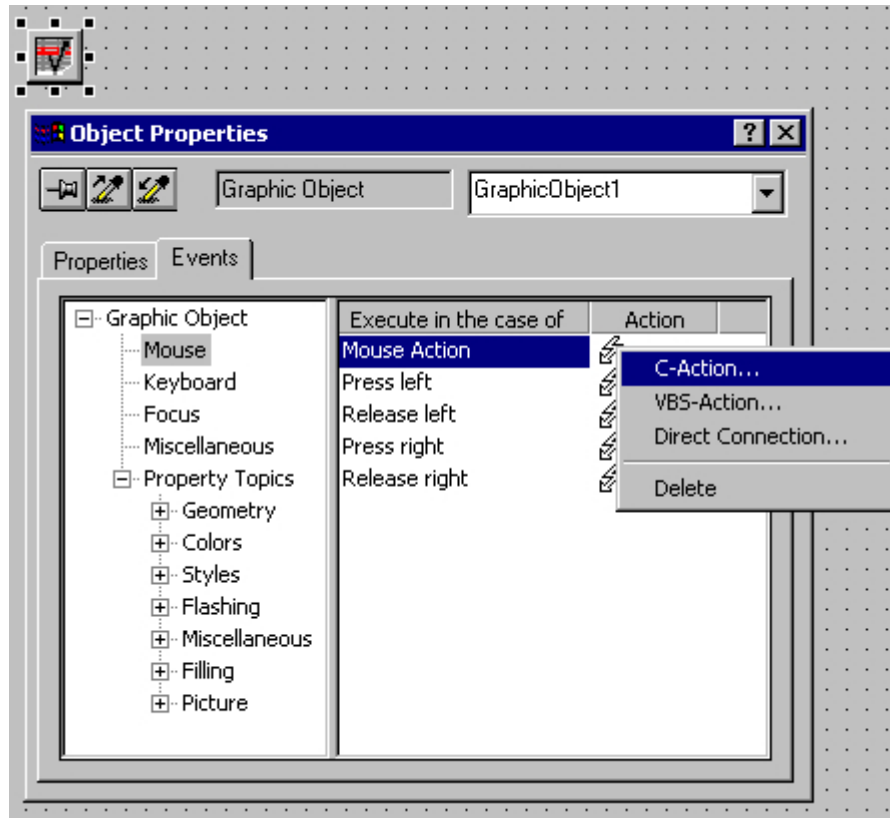 Object Properties
Graphic Object GraphicObject1
Properties Events
Graphic Object
Mouse
Keyboard
Focus
Miscellaneous
Property Topics
Geometry
Colors
Styles
Flashing
Miscellaneous
Filling
Picture
Execute in the case of Action
Mouse Action
Press left
Release left
Press right
Release right
C-Action...
VBS-Action...
Direct Connection...
Delete